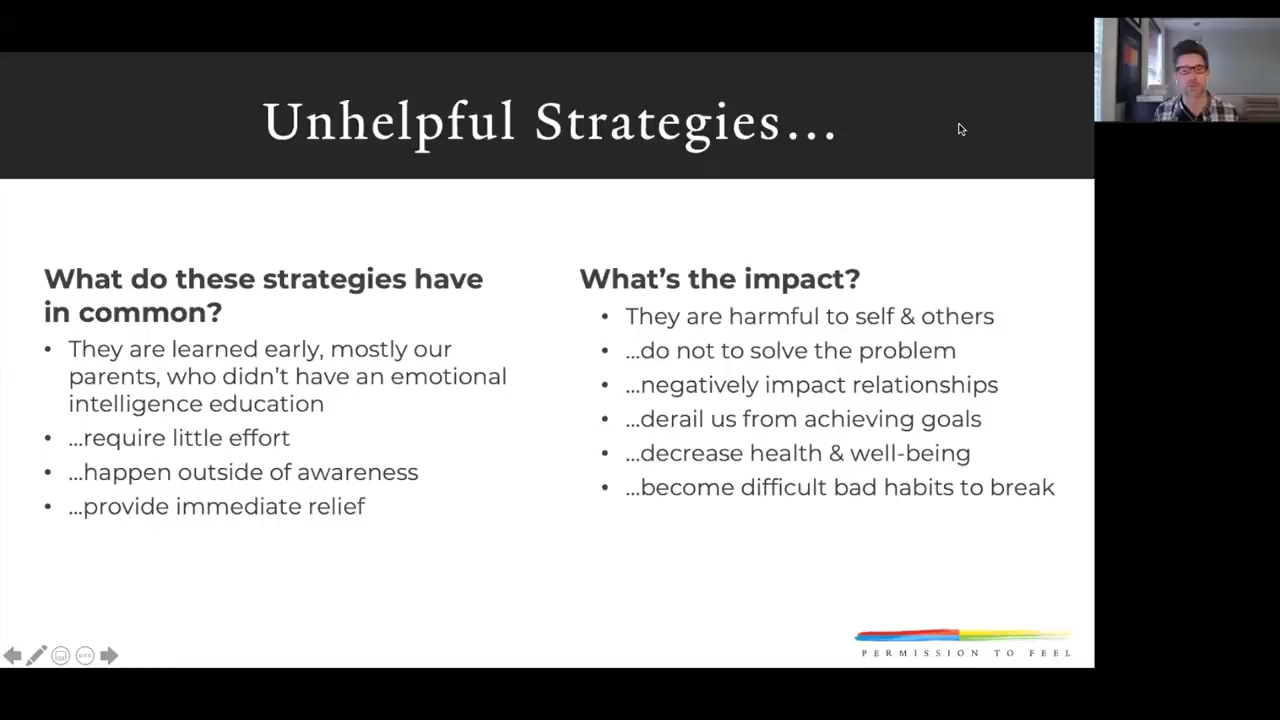 Unhelpful Strategies...
What do these strategies have
in common?
• They are learned early, mostly our
parents, who didn't have an emotional
intelligence education
• ...require little effort
• ...happen outside of awareness
• ...provide immediate relief
What's the impact?
• They are harmful to self & others
• ...do not to solve the problem
• ...negatively impact relationships
• ...derail us from achieving goals
• ...decrease health & well-being
• ...become difficult bad habits to break
PERMISSION TO FEEL